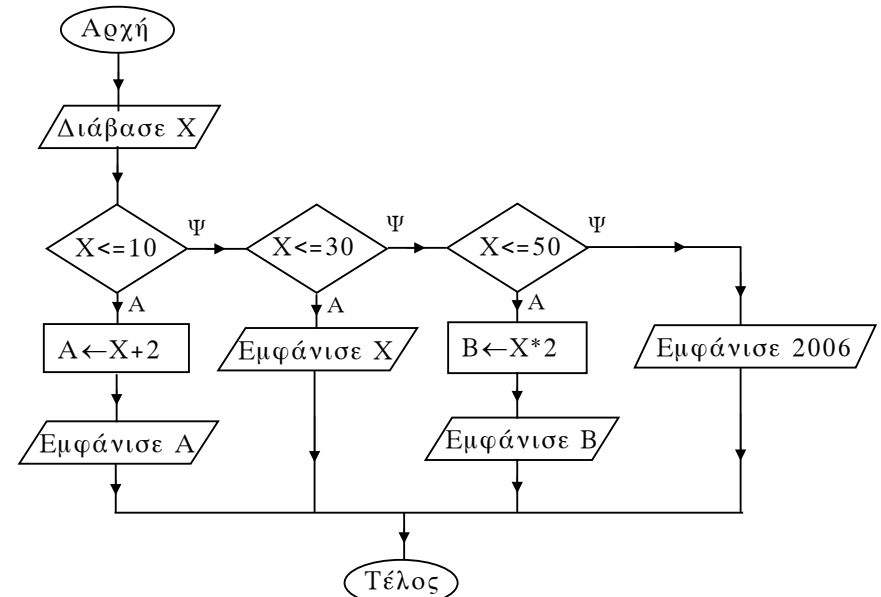 Αρχή
Διάβασε Χ
Χ<=10
Ψ
Χ<=30
Ψ
Χ<=50
Ψ
Α
Α
Α
Α←Χ+2
Εμφάνισε Χ
Β←Χ*2
Εμφάνισε 2006
Εμφάνισε Α
Εμφάνισε Β
Τέλος